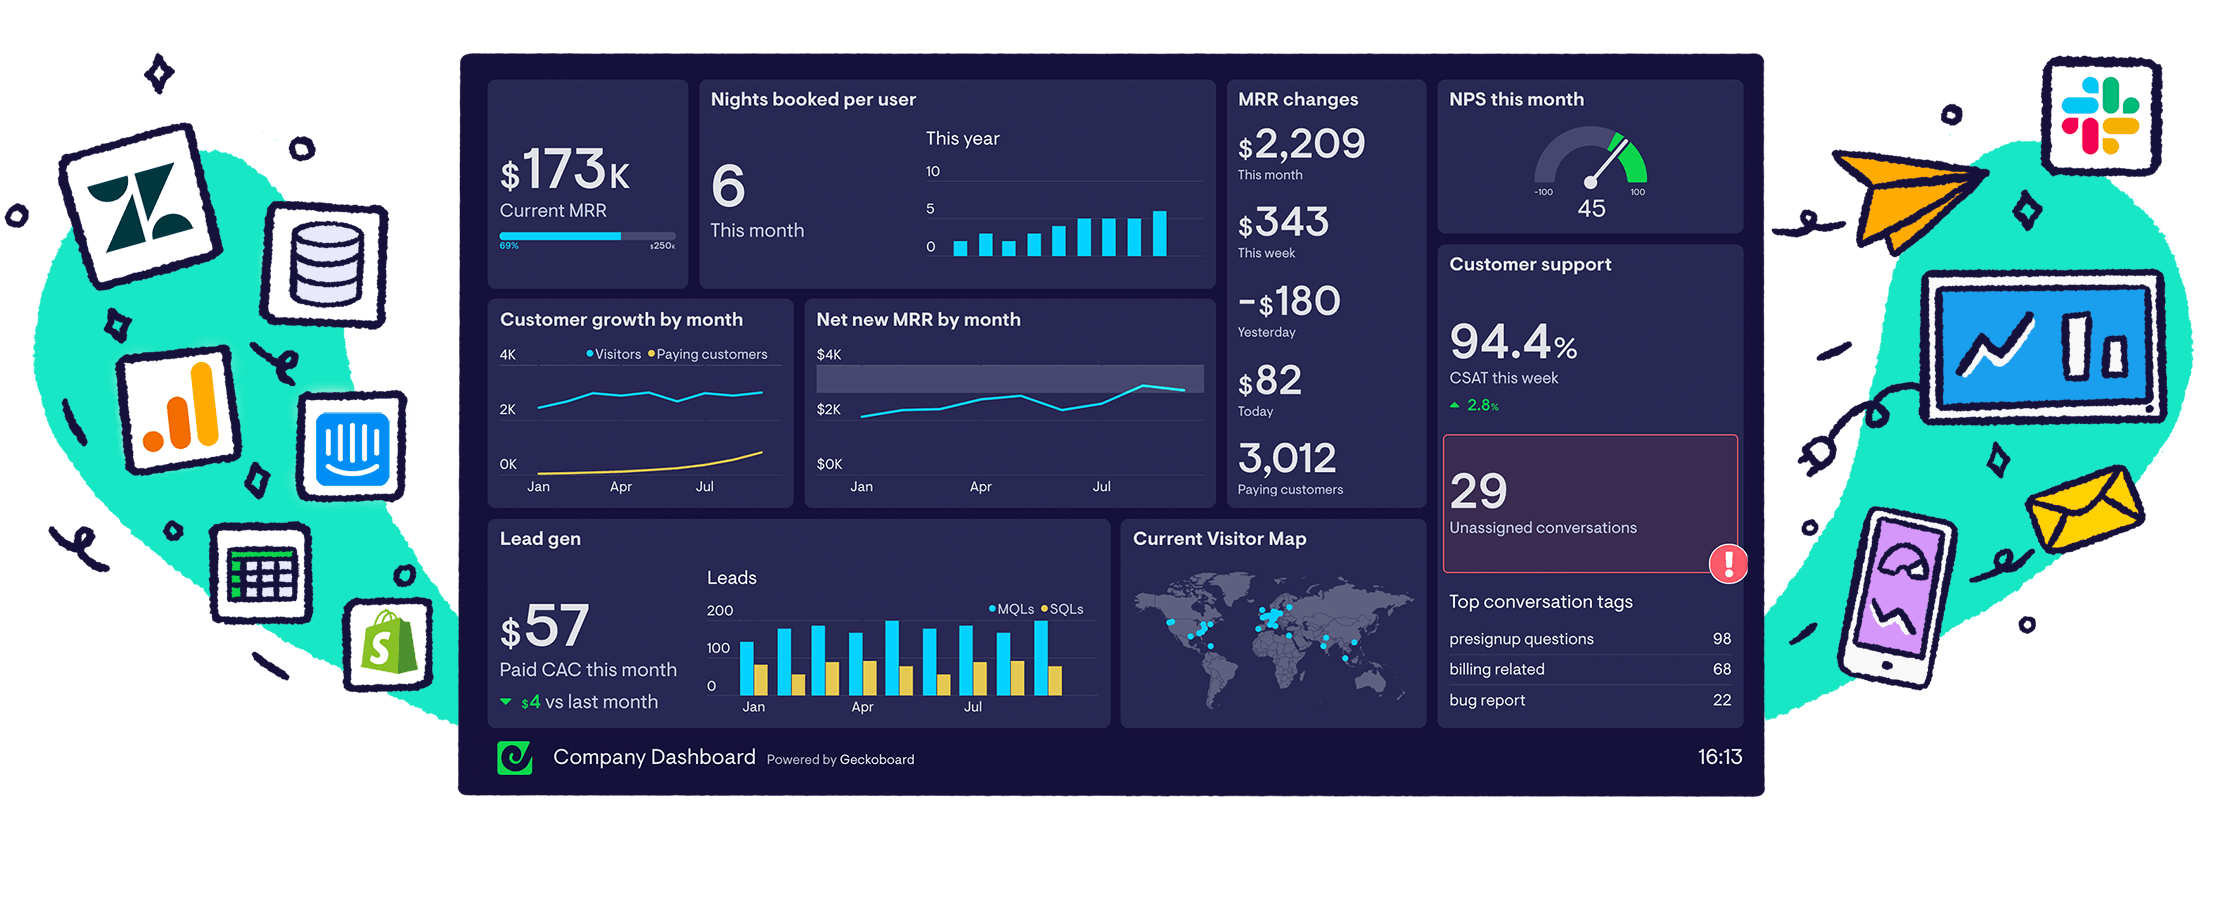 $173K
Current MRR
69%
$250K
Nights booked per user
6
This month
This year
10
5
0
MRR changes
$2,209
This month
$343
This week
-$180
Yesterday
$82
Today
3,012
Paying customers
NPS this month
-100
100
45
Customer growth by month
4K
Visitors
Paying customers
2K
0K
Jan
Apr
Jul
Net new MRR by month
$4K
$2K
$0K
Jan
Apr
Jul
Customer support
94.4%
CSAT this week
2.8%
29
Unassigned conversations
!
Top conversation tags
presignup questions 98
billing related 68
bug report 22
Lead gen
$57
Paid CAC this month
$4 vs last month
Leads
200
MQLs
SQLs
100
0
Jan
Apr
Jul
Current Visitor Map
Company Dashboard Powered by Geckoboard
16:13